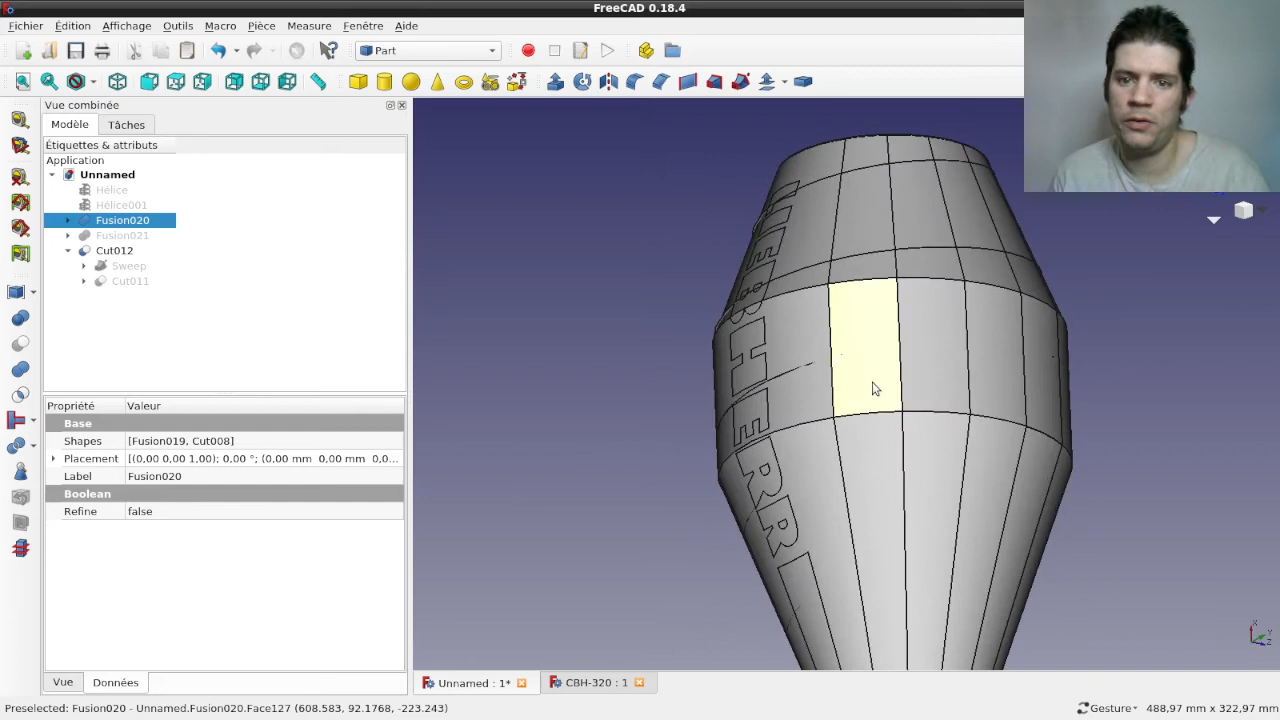 FreeCAD 0.18.4
Fichier Édition Affichage Outils Macro Pièce Measure Fenêtre Aide
Part
Vue combinée
Modèle Tâches
Étiquettes & attributs
Application
Unnamed
Hélice
Hélice001
Fusion020
Fusion021
Cut012
Sweep
Cut011
Propriété Valeur
Base
Shapes [Fusion019, Cut008]
Placement [(0,00 0,00 1,00); 0,00 °; (0,00 mm 0,00 mm 0,0...
Label Fusion020
Boolean
Refine false
Vue Données
Unnamed : 1* CBH-320 : 1
Preselected: Fusion020 - Unnamed.Fusion020.Face127 (608.583, 92.1768, -223.243) Gesture 488,97 mm x 322,97 mm